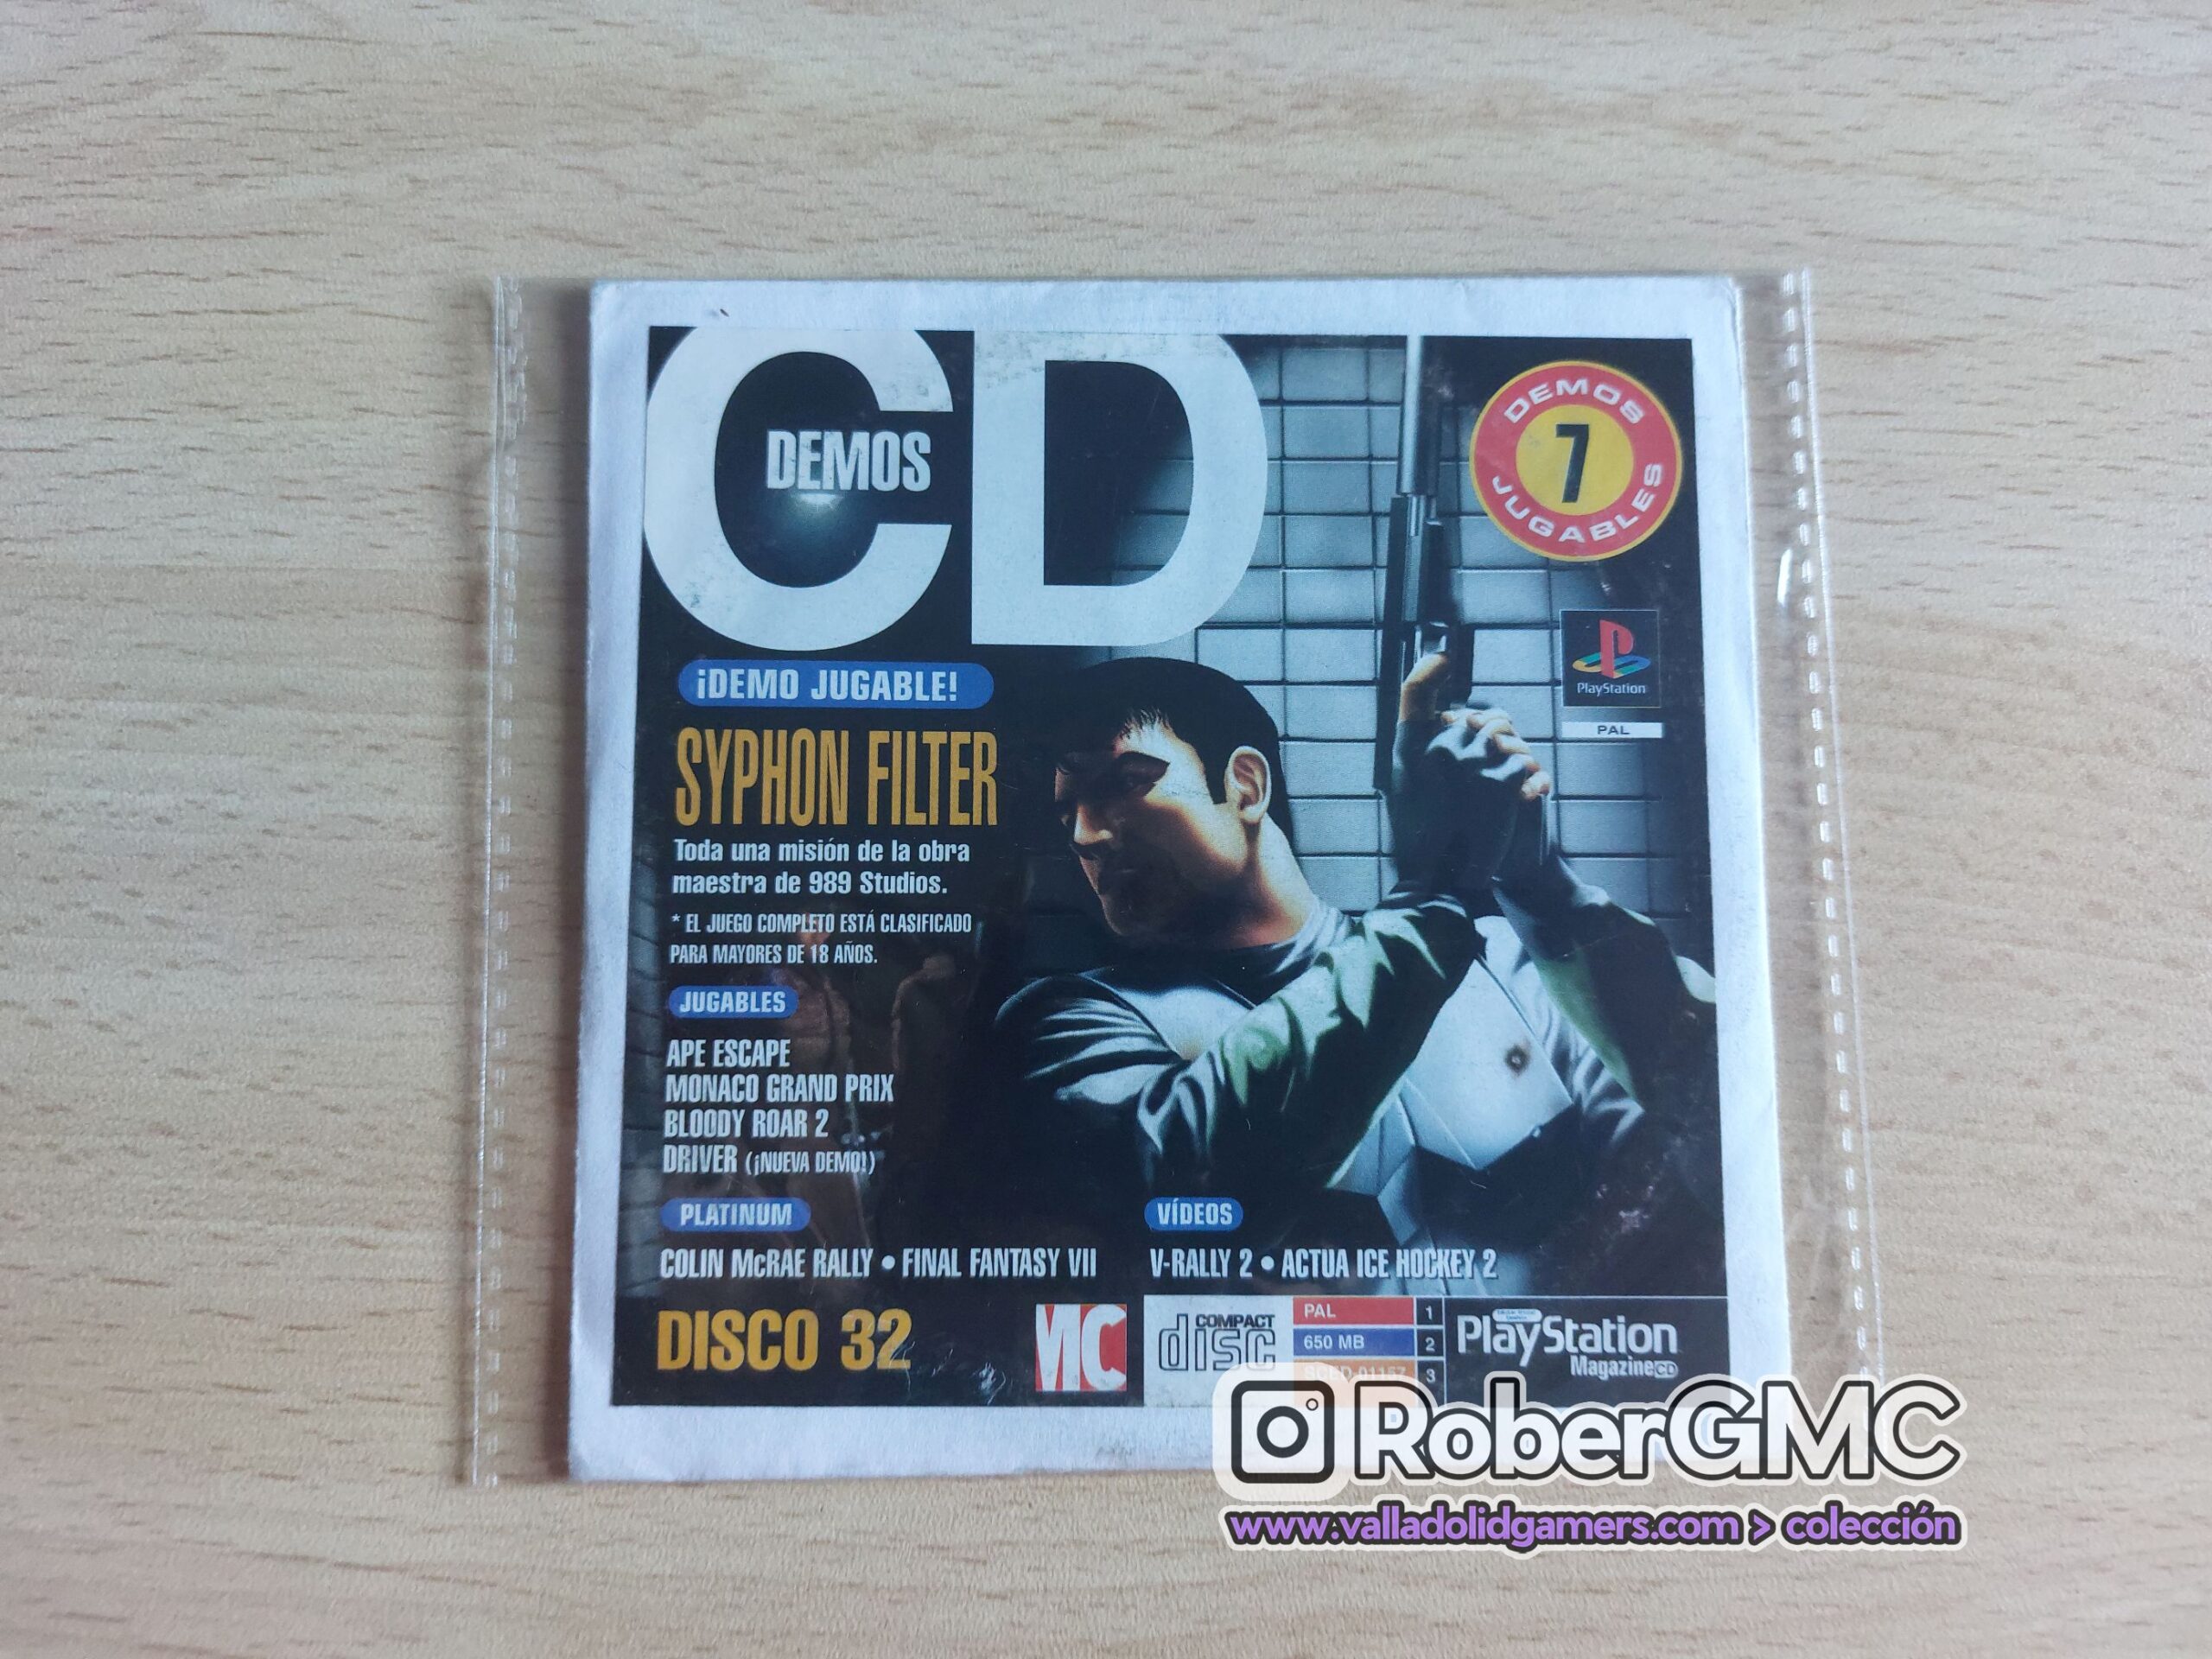 CD
DEMOS
DEMOS
7
JUGABLES
PlayStation
PAL
¡DEMO JUGABLE!
SYPHON FILTER
Toda una misión de la obra
maestra de 989 Studios.
* EL JUEGO COMPLETO ESTÁ CLASIFICADO
PARA MAYORES DE 18 AÑOS.
JUGABLES
APE ESCAPE
MONACO GRAND PRIX
BLOODY ROAR 2
DRIVER (¡NUEVA DEMO!)
PLATINUM
COLIN McRAE RALLY • FINAL FANTASY VII
VÍDEOS
V-RALLY 2 • ACTUA ICE HOCKEY 2
DISCO 32
MC
COMPACT
disc
PAL 1
650 MB 2
SCED-01157 3
PlayStation
Magazine CD
RoberGMC
www.valladolidgamers.com > colección